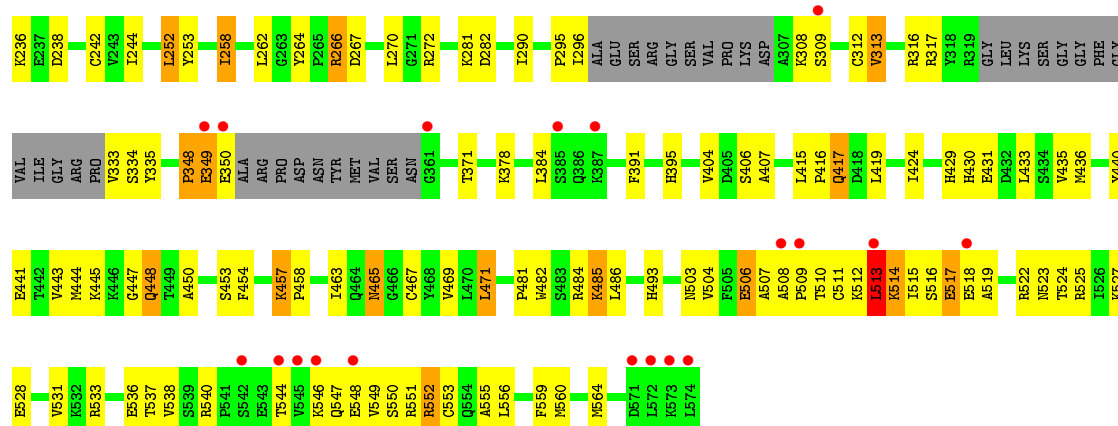 K236 E237 D238 C242 V243 I244 L252 Y253 I258 L262 G263 Y264 P265 R266 D267 L270 G271 R272 K281 D282 I290 P295 I296 ALA GLU SER ARG GLY SER VAL PRO LYS ASP A307 K308 S309 C312 V313 R316 R317 Y318 R319 GLY LEU LYS SER GLY GLY PHE GLY
VAL ILE GLY ARG PRO V333 S334 Y335 P348 E349 E350 ALA ARG PRO ASP ASN TYR MET VAL SER ASN G361 T371 K378 L384 S385 Q386 K387 F391 H395 V404 D405 S406 A407 L415 P416 Q417 D418 L419 I424 H429 H430 E431 D432 L433 S434 V435 M436 Y440
E441 T442 V443 M444 K445 K446 G447 Q448 T449 A450 S453 F454 K457 P458 I463 Q464 N465 G466 C467 Y468 V469 L470 L471 P481 W482 S483 R484 K485 L486 H493 N503 V504 F505 E506 A507 A508 P509 T510 C511 K512 L513 K514 I515 S516 E517 E518 A519 R522 N523 T524 R525 I526 K527
E528 V531 K532 R533 E536 T537 V538 S539 R540 P541 S542 E543 T544 V545 K546 Q547 E548 V549 S550 R551 R552 C553 Q554 A555 L556 F559 M560 M564 D571 L572 K573 L574